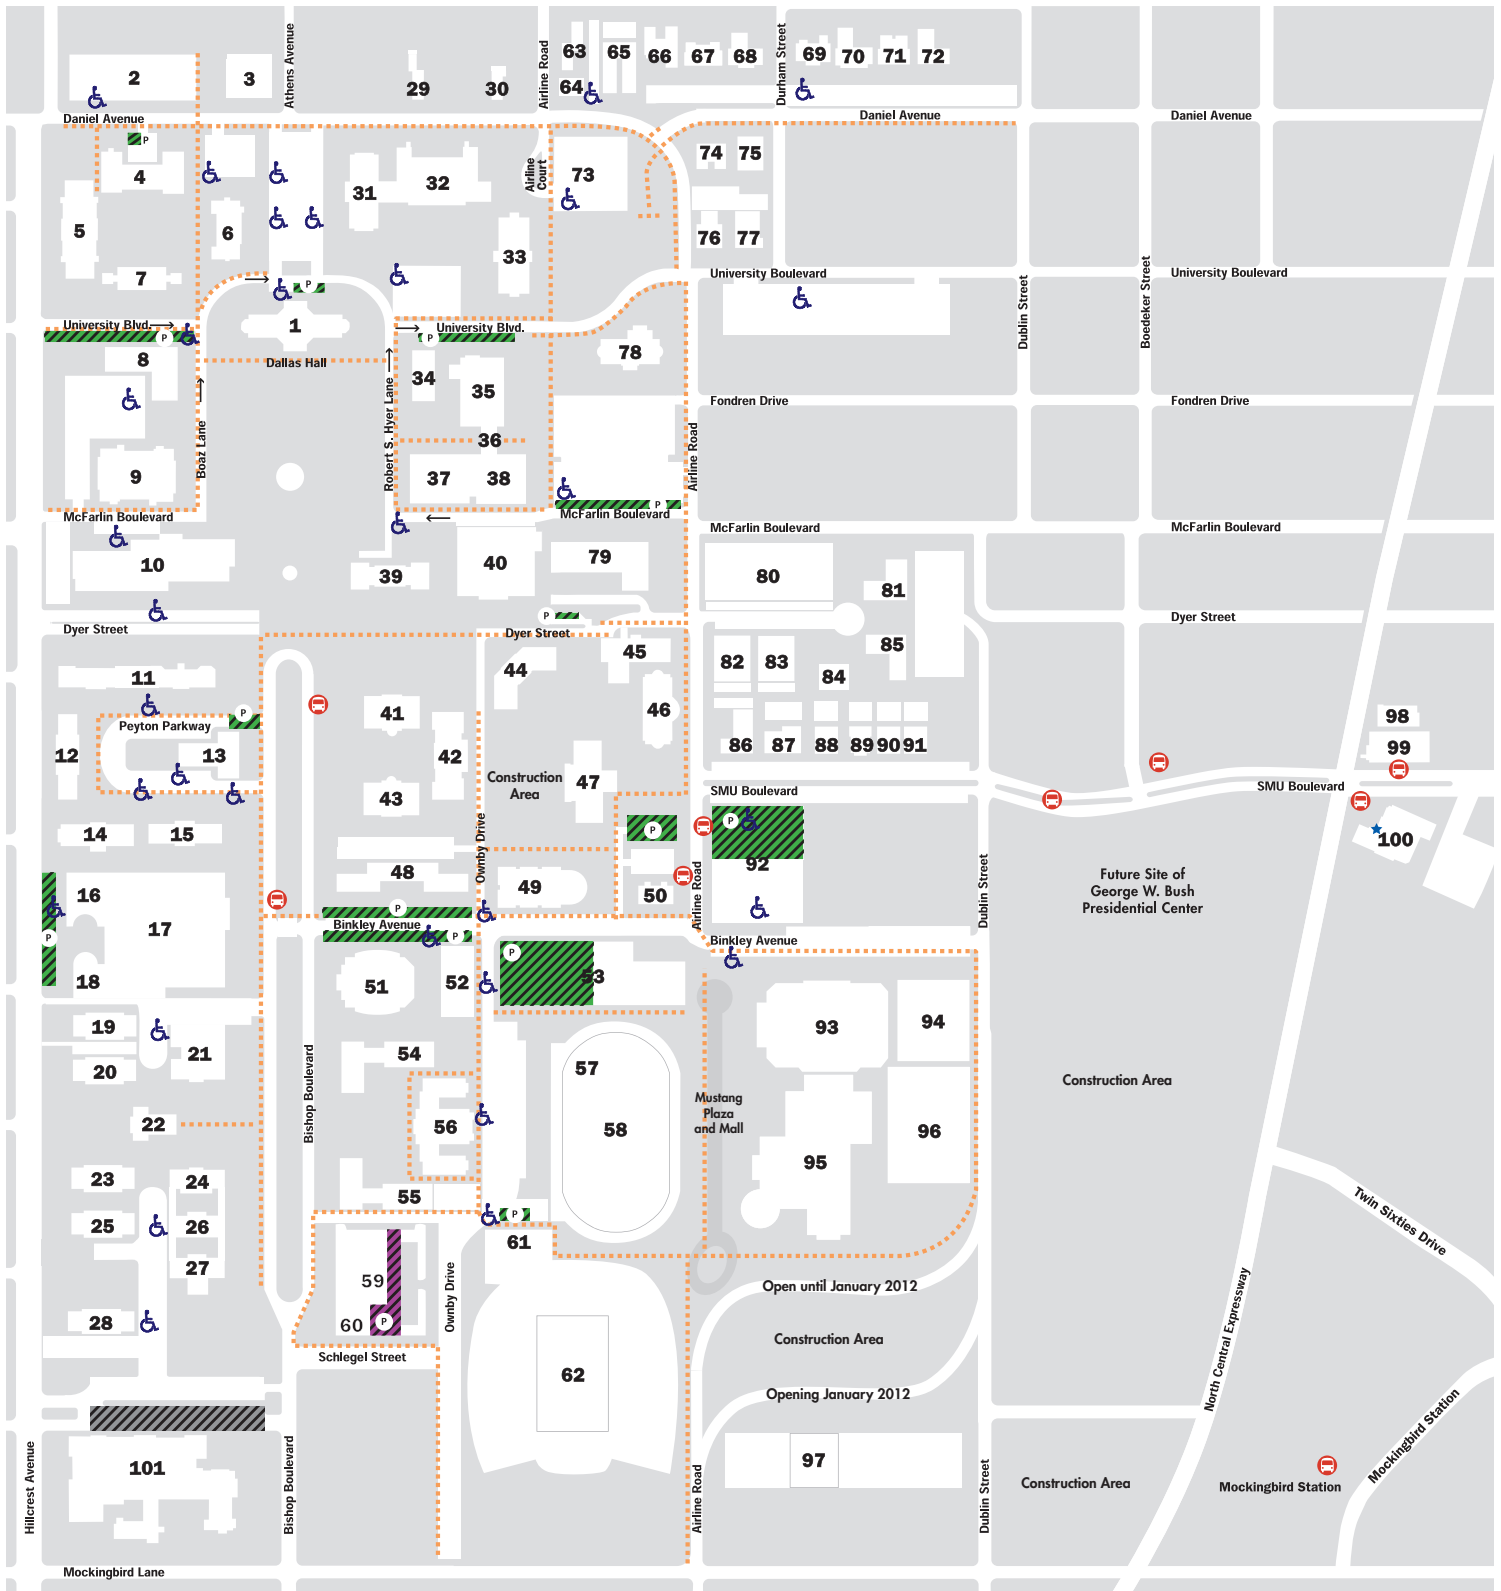 63
65
66
67
68
69
70
71
72
2
3
29
30
64
Athens Avenue
Airline Road
Durham Street
Daniel Avenue
Daniel Avenue
Daniel Avenue
P
4
31
32
Airline
Court
73
74
75
5
6
33
76
77
7
University Boulevard
University Boulevard
P
Dublin Street
Boedeker Street
University Blvd.
1
University Blvd.
P
P
8
Dallas Hall
78
34
35
Fondren Drive
Fondren Drive
Boaz Lane
Robert S. Hyer Lane
36
Airline Road
9
37
38
P
McFarlin Boulevard
McFarlin Boulevard
McFarlin Boulevard
McFarlin Boulevard
10
39
40
79
80
81
P
Dyer Street
Dyer Street
Dyer Street
11
44
45
82
83
84
85
P
Peyton Parkway
41
46
98
12
13
42
86
87
88
89
90
91
99
Construction
Area
47
43
SMU Boulevard
SMU Boulevard
14
15
P
P
100
Ownby Drive
48
92
16
49
50
Airline Road
Dublin Street
Future Site of
George W. Bush
Presidential Center
P
17
Binkley Avenue
P
P
Binkley Avenue
P
18
51
52
53
19
93
94
20
21
54
57
Bishop Boulevard
Construction Area
Mustang
Plaza
and Mall
22
56
58
96
23
24
55
95
25
26
P
61
Twin Sixties Drive
27
59
Ownby Drive
Open until January 2012
28
60
P
Construction Area
North Central Expressway
Schlegel Street
62
Opening January 2012
Mockingbird Station
101
97
Hillcrest Avenue
Bishop Boulevard
Airline Road
Dublin Street
Construction Area
Mockingbird Station
Mockingbird Lane